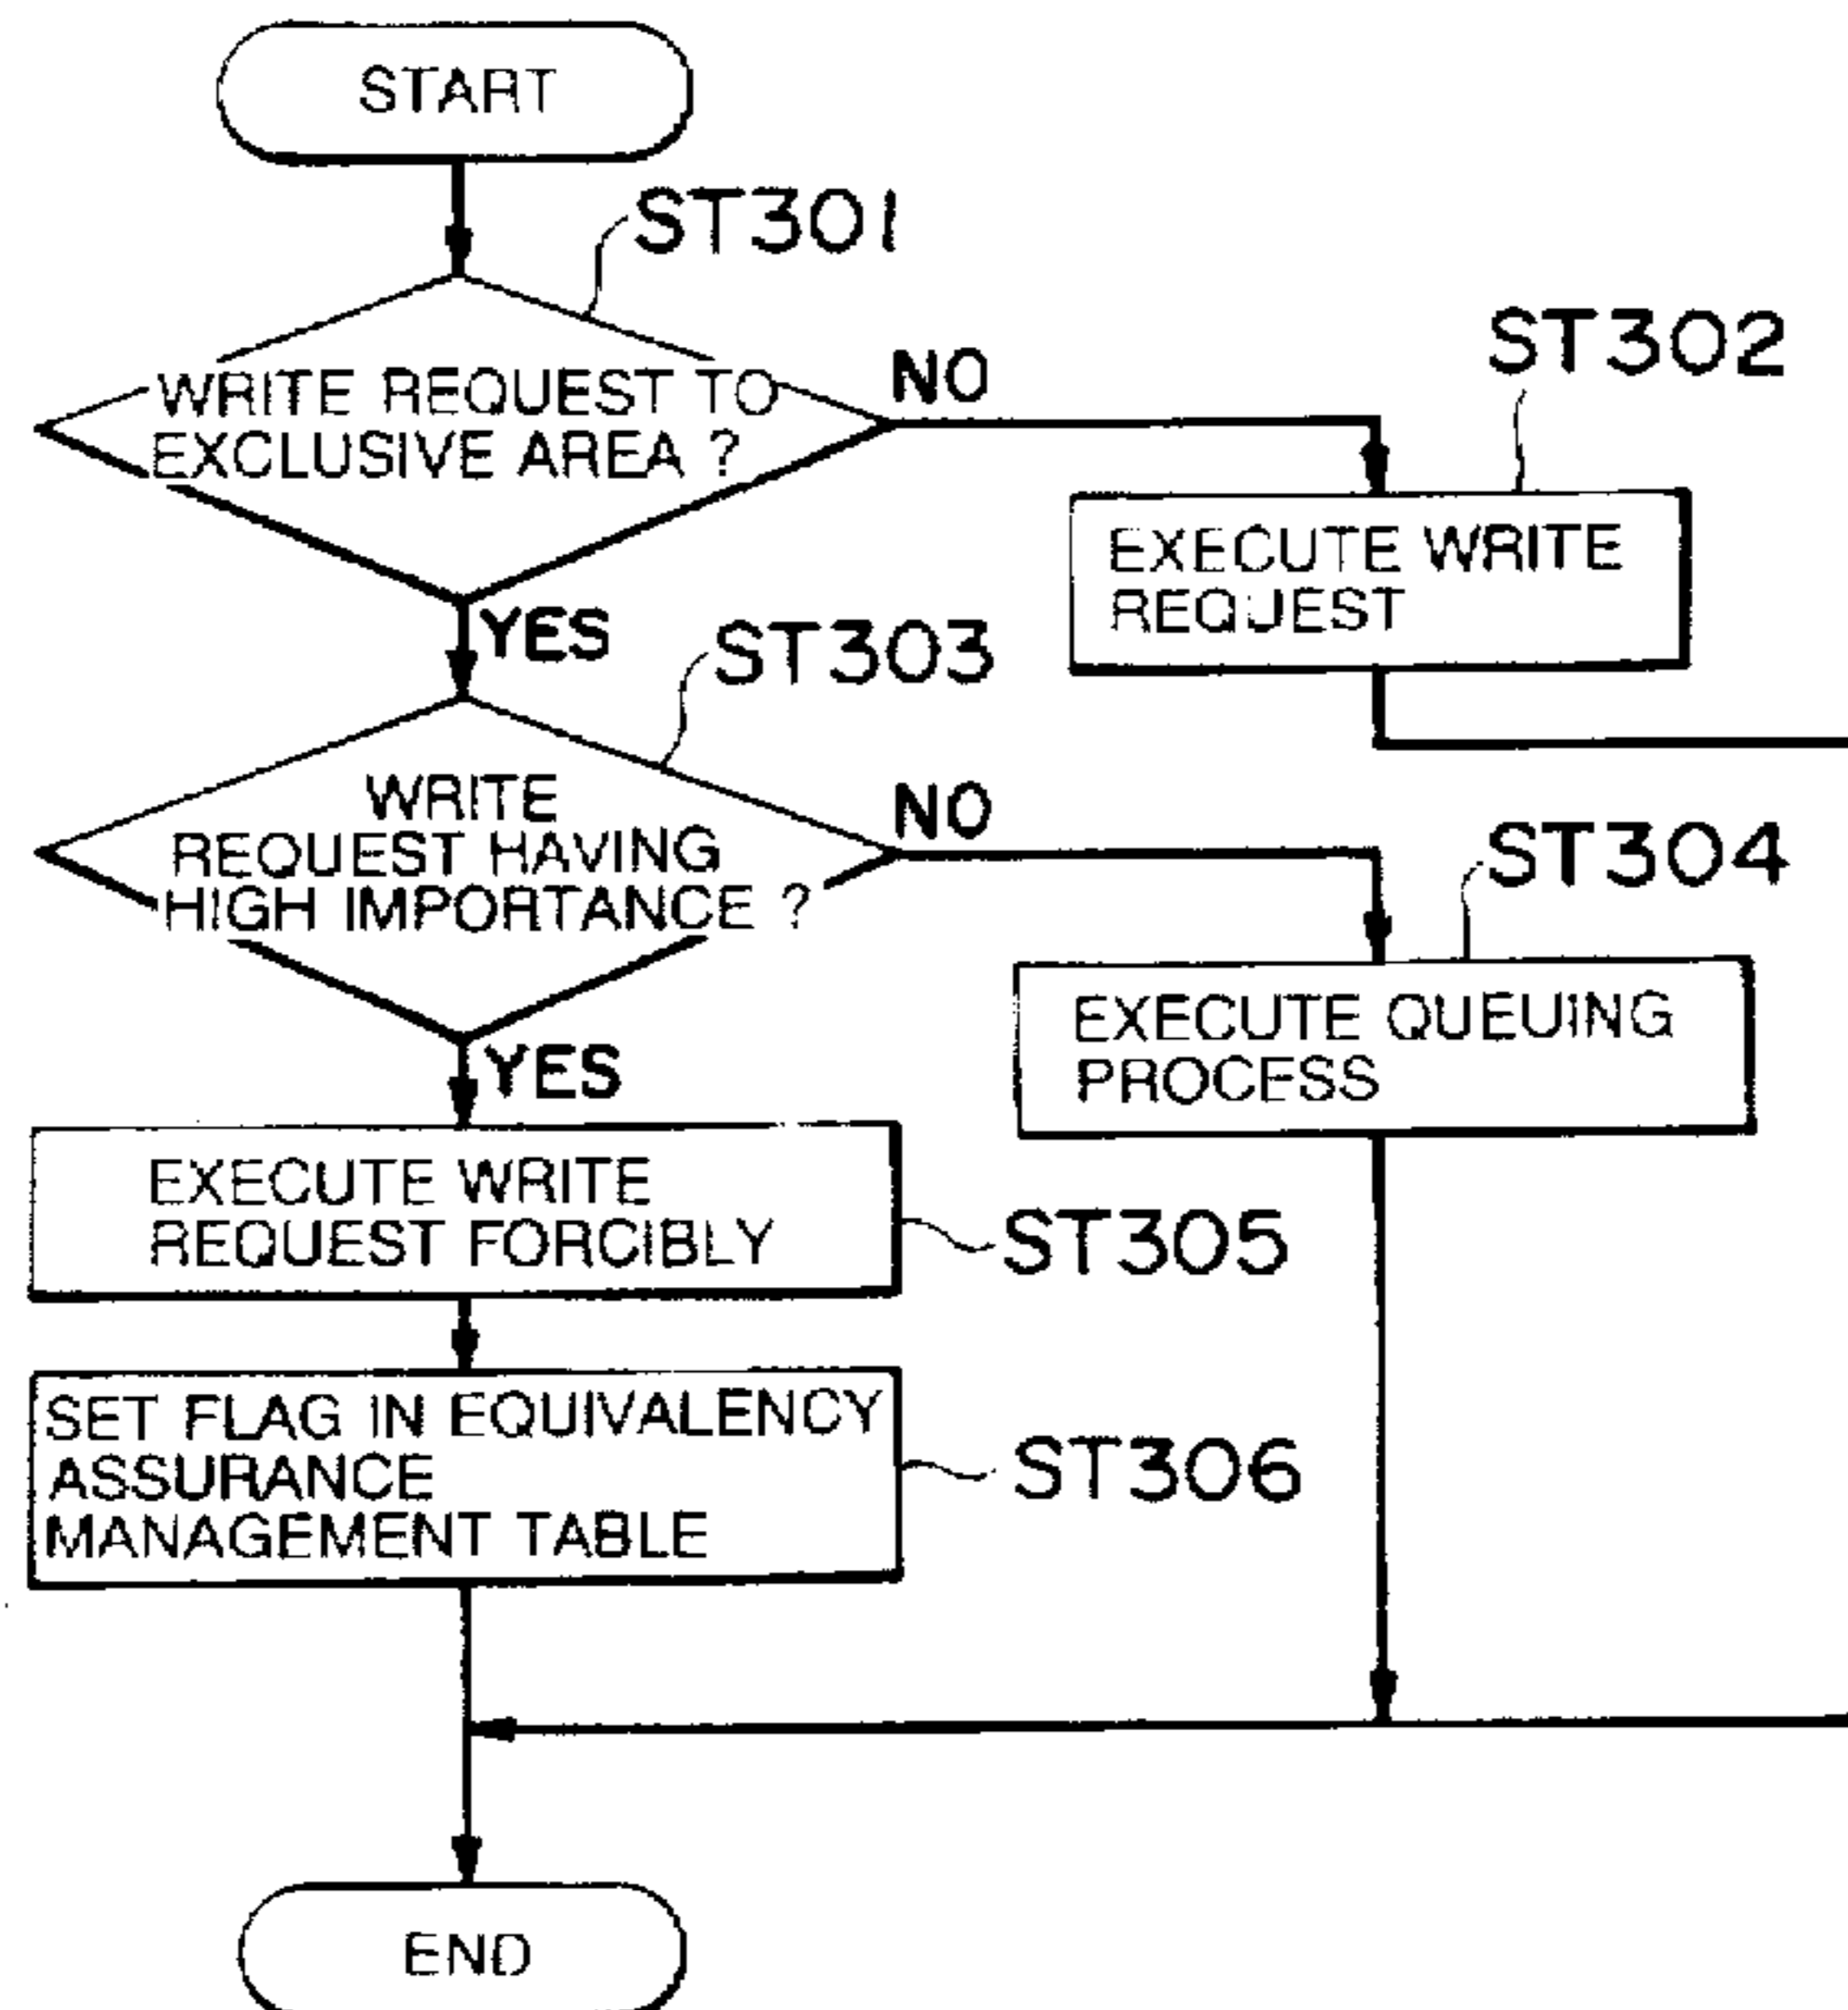 START
ST301
WRITE REQUEST TO
EXCLUSIVE AREA ?
NO
ST302
EXECUTE WRITE
REQUEST
YES
ST303
WRITE
REQUEST HAVING
HIGH IMPORTANCE ?
NO
ST304
EXECUTE QUEUING
PROCESS
YES
EXECUTE WRITE
REQUEST FORCIBLY
ST305
SET FLAG IN EQUIVALENCY
ASSURANCE
MANAGEMENT TABLE
ST306
END